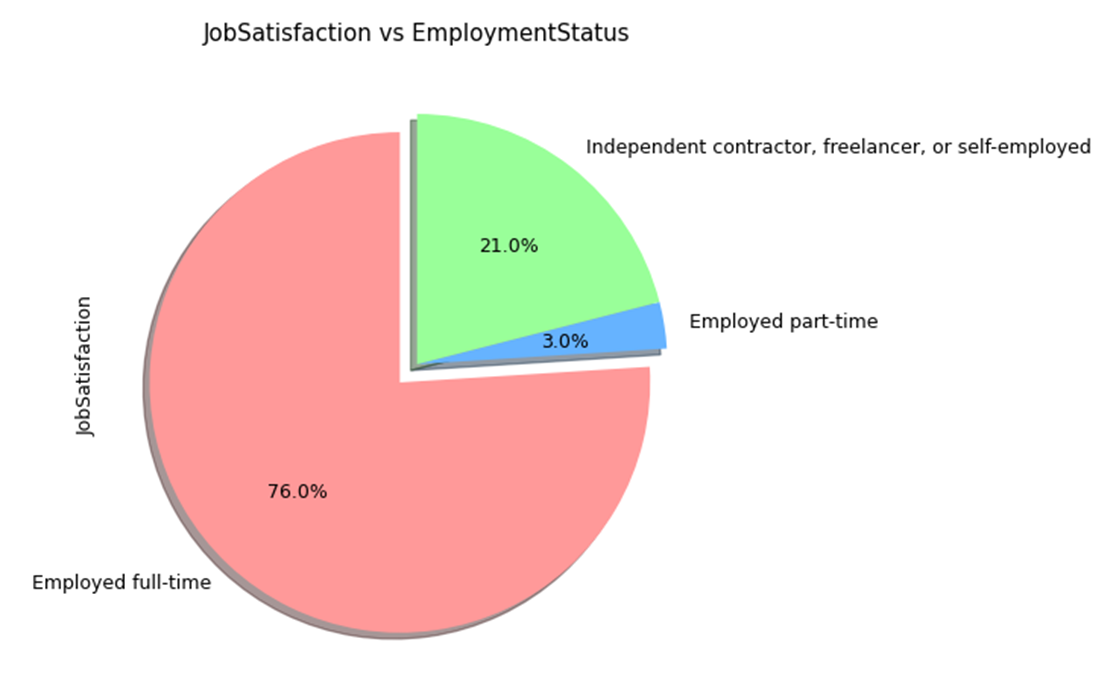 JobSatisfaction vs EmploymentStatus
Independent contractor, freelancer, or self-employed
21.0%
Employed part-time
3.0%
JobSatisfaction
76.0%
Employed full-time